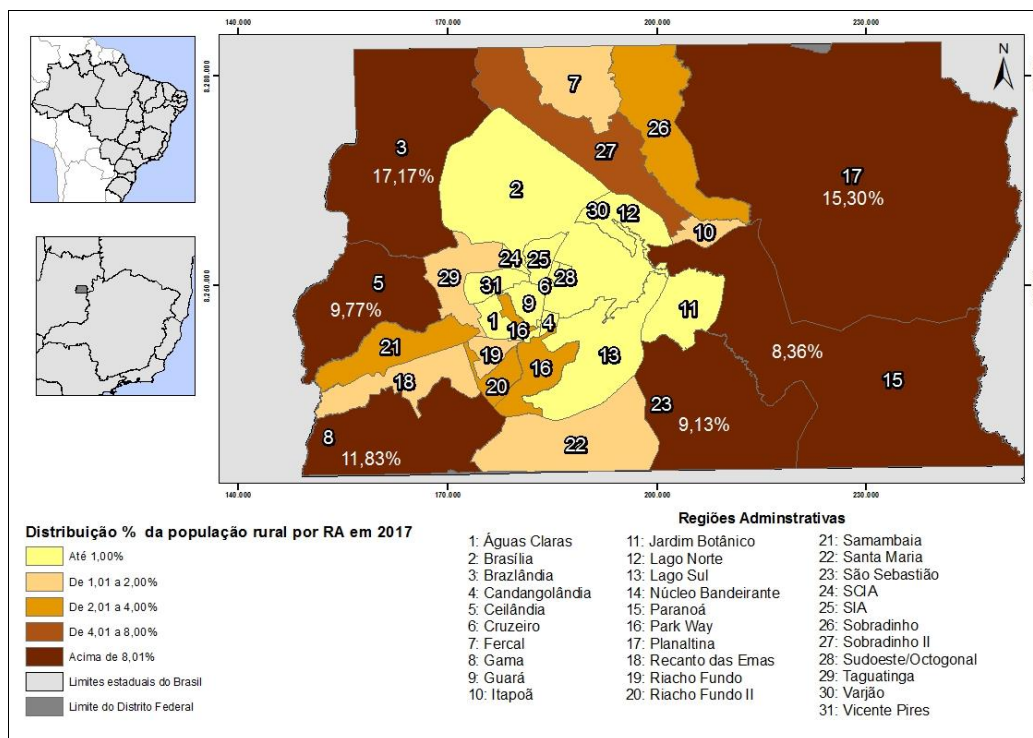 140.000 170.000 200.000 230.000
8.280.000
8.260.000
N
7
26
3
17,17%
27
17
15,30%
2
30 12
10
24 25
29
31
28
6
5
9,77%
9
11
1
16
4
21
19
16
13
8,36%
18
20
15
23
9,13%
8
11,83%
22
140.000 170.000 200.000 230.000
Distribuição % da população rural por RA em 2017
Até 1,00%
De 1,01 a 2,00%
De 2,01 a 4,00%
De 4,01 a 8,00%
Acima de 8,01%
Limites estaduais do Brasil
Limite do Distrito Federal
Regiões Adminstrativas
1: Águas Claras
2: Brasília
3: Brazlândia
4: Candangolândia
5: Ceilândia
6: Cruzeiro
7: Fercal
8: Gama
9: Guará
10: Itapoã
11: Jardim Botânico
12: Lago Norte
13: Lago Sul
14: Núcleo Bandeirante
15: Paranoá
16: Park Way
17: Planaltina
18: Recanto das Emas
19: Riacho Fundo
20: Riacho Fundo II
21: Samambaia
22: Santa Maria
23: São Sebastião
24: SCIA
25: SIA
26: Sobradinho
27: Sobradinho II
28: Sudoeste/Octogonal
29: Taguatinga
30: Varjão
31: Vicente Pires